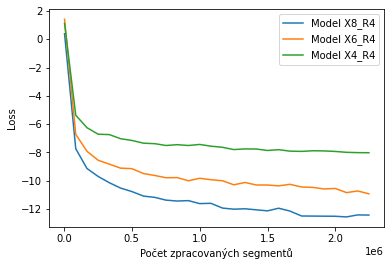 2
0
−2
−4
−6
−8
−10
−12
Loss
Model X8_R4
Model X6_R4
Model X4_R4
0.0 0.5 1.0 1.5 2.0
1e6
Počet zpracovaných segmentů